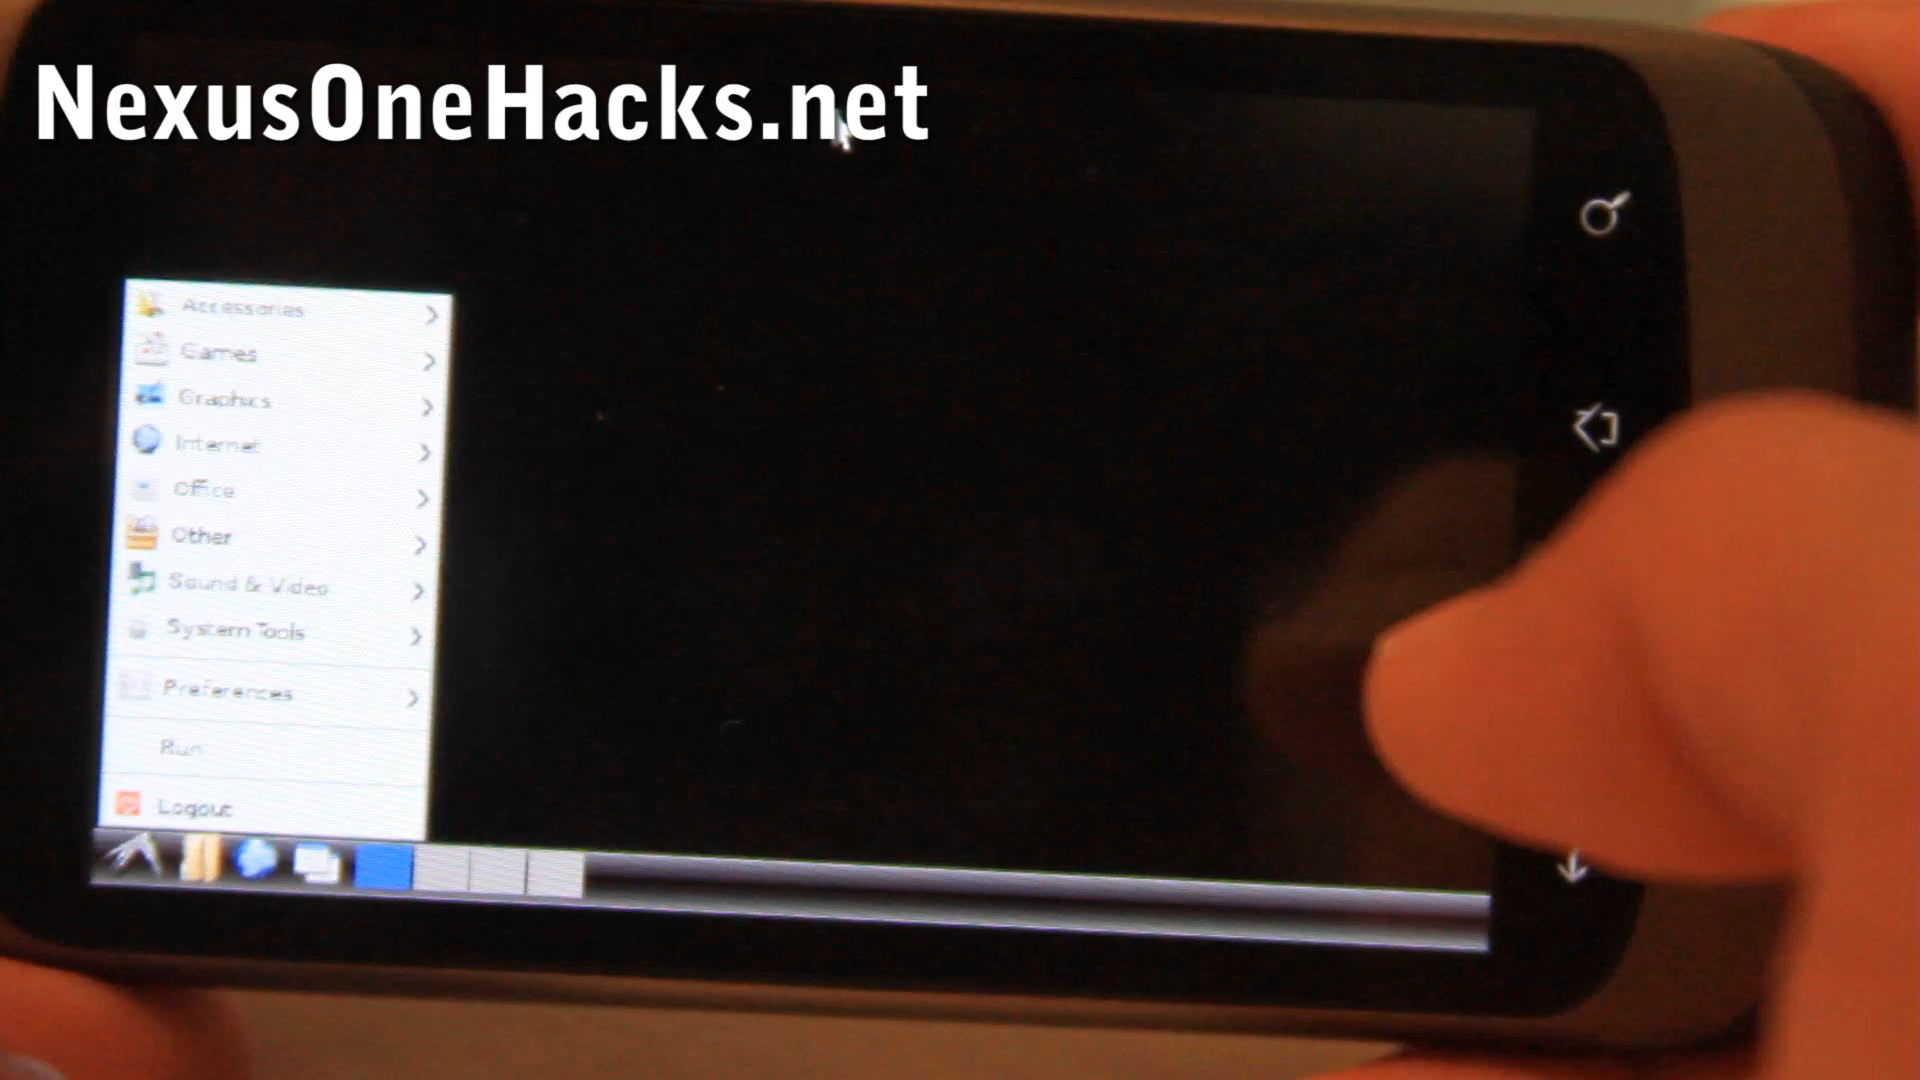 NexusOneHacks.net
Accessories
Games
Graphics
Internet
Office
Other
Sound & Video
System Tools
Preferences
Run
Logout